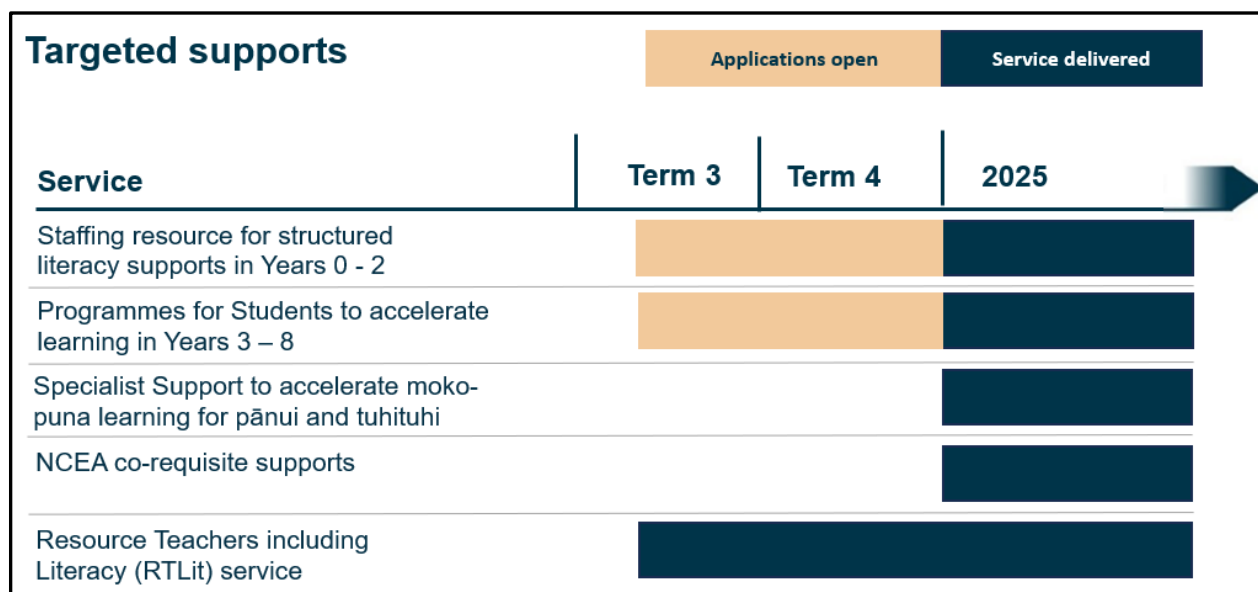 Targeted supports
Applications open
Service delivered
Service
Term 3
Term 4
2025
Staffing resource for structured
literacy supports in Years 0 - 2
Programmes for Students to accelerate
learning in Years 3 – 8
Specialist Support to accelerate moko-
puna learning for pānui and tuhituhi
NCEA co-requisite supports
Resource Teachers including
Literacy (RTLit) service